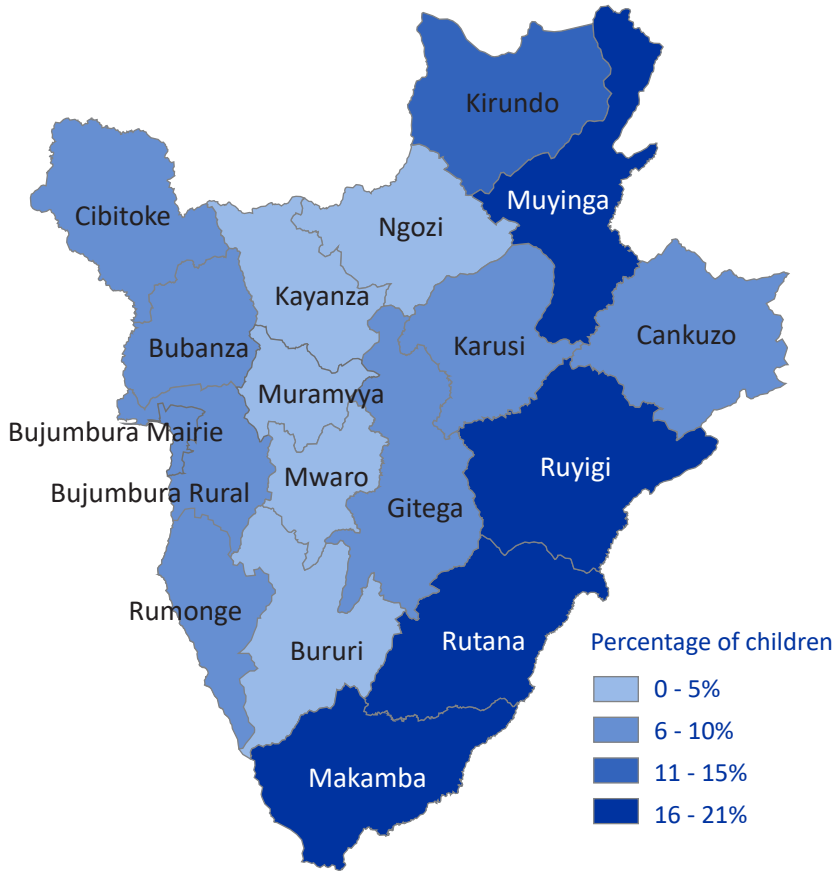 Kirundo
Muyinga
Cibitoke
Ngozi
Kayanza
Bubanza
Karusi
Cankuzo
Muramvya
Bujumbura Mairie
Mwaro
Ruyigi
Bujumbura Rural
Gitega
Rumonge
Bururi
Rutana
Makamba
Percentage of children
0 - 5%
6 - 10%
11 - 15%
16 - 21%